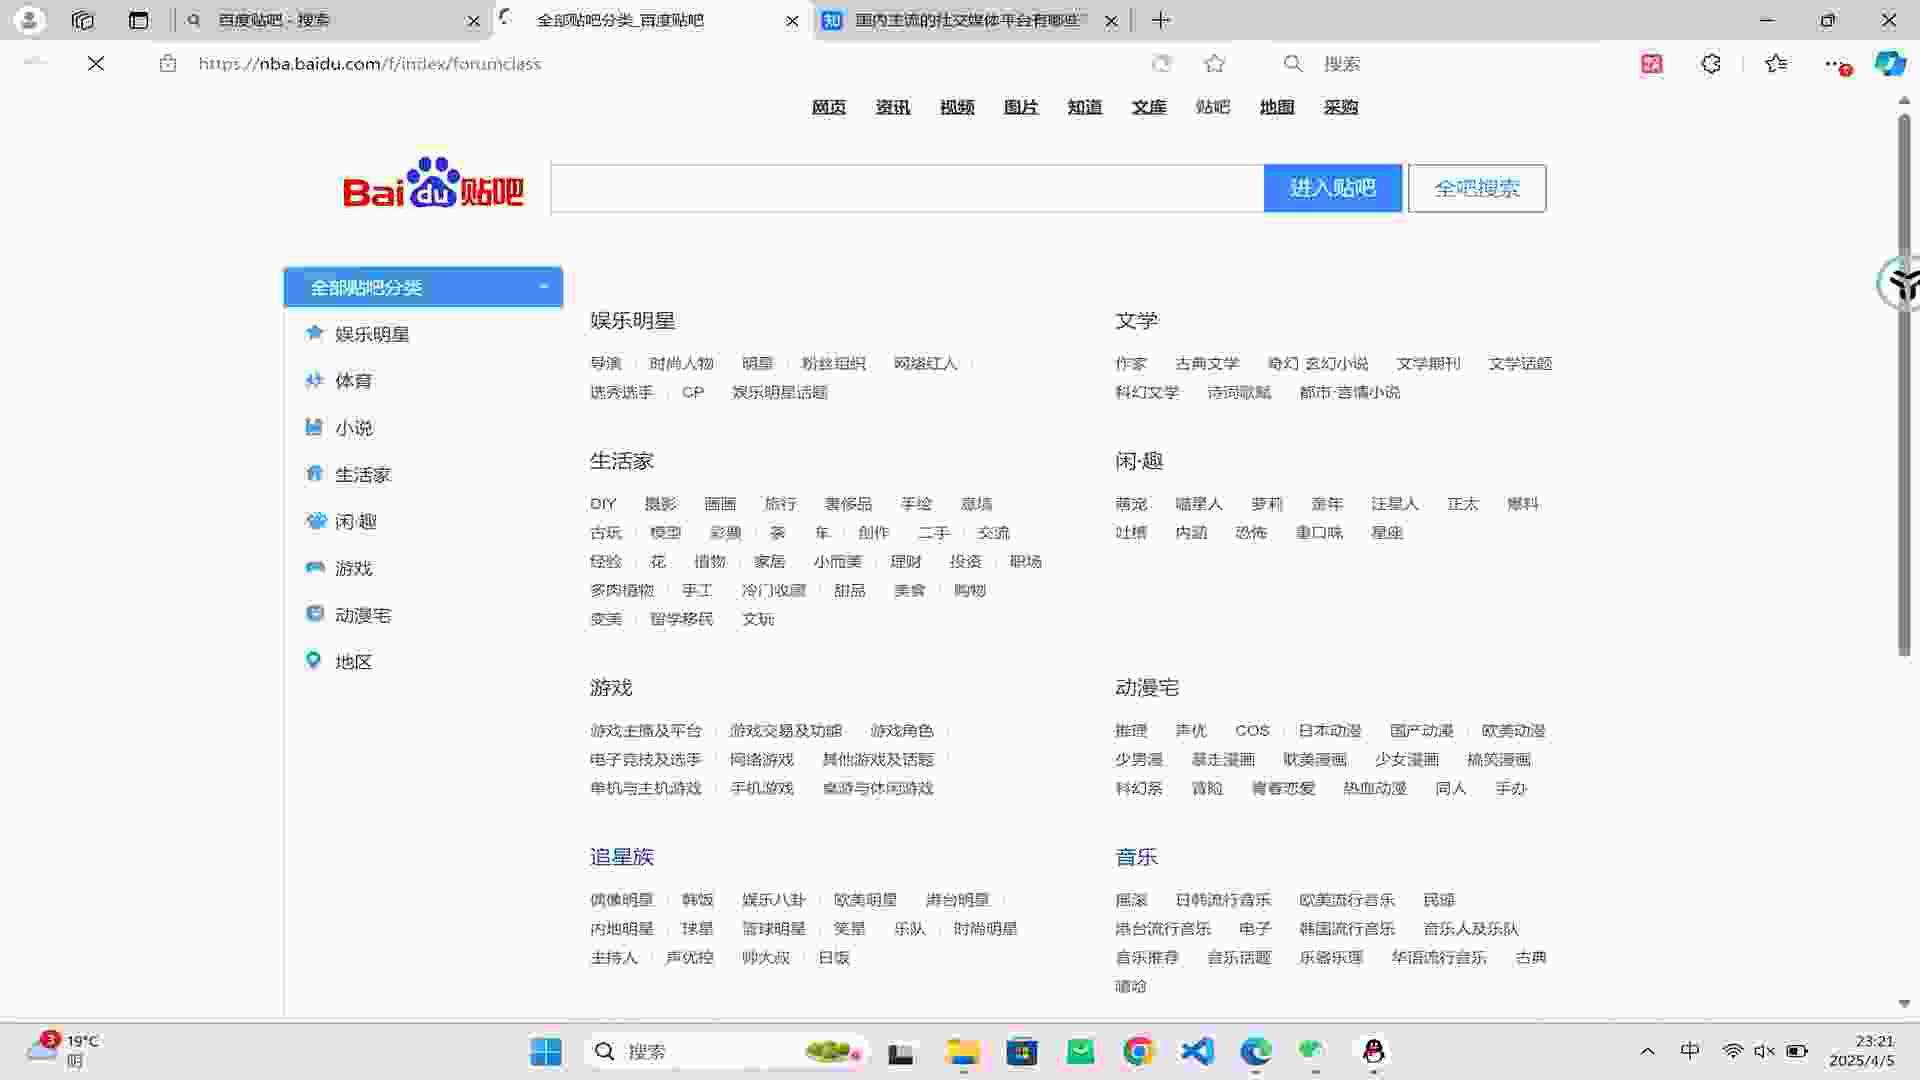 百度贴吧 - 搜索
全部贴吧分类_百度贴吧
知 国内主流的社交媒体平台有哪些
https://nba.baidu.com/f/index/forumclass
搜索
网页 资讯 视频 图片 知道 文库 贴吧 地图 采购
Bai du 贴吧
进入贴吧 全吧搜索
全部贴吧分类
娱乐明星
体育
小说
生活家
闲·趣
游戏
动漫宅
地区
娱乐明星
导演 时尚人物 明星 粉丝组织 网络红人
选秀选手 CP 娱乐明星话题
文学
作家 古典文学 奇幻·玄幻小说 文学期刊 文学话题
科幻文学 诗词歌赋 都市·言情小说
生活家
DIY 摄影 画画 旅行 奢侈品 手绘 意境
古玩 模型 彩票 茶 车 创作 二手 交流
经验 花 植物 家居 小而美 理财 投资 职场
多肉植物 手工 冷门收藏 甜品 美食 购物
变美 留学移民 文玩
闲·趣
萌宠 喵星人 萝莉 童年 汪星人 正太 爆料
吐槽 内涵 恐怖 重口味 星座
游戏
游戏主播及平台 游戏交易及功能 游戏角色
电子竞技及选手 网络游戏 其他游戏及话题
单机与主机游戏 手机游戏 桌游与休闲游戏
动漫宅
推理 声优 COS 日本动漫 国产动漫 欧美动漫
少男漫 暴走漫画 耽美漫画 少女漫画 搞笑漫画
科幻系 冒险 青春恋爱 热血动漫 同人 手办
追星族
偶像明星 韩饭 娱乐八卦 欧美明星 港台明星
内地明星 球星 篮球明星 笑星 乐队 时尚明星
主持人 声优控 帅大叔 日饭
音乐
摇滚 日韩流行音乐 欧美流行音乐 民谣
港台流行音乐 电子 韩国流行音乐 音乐人及乐队
音乐推荐 音乐话题 乐器乐理 华语流行音乐 古典
嘻哈
3
19°C
阴
搜索
中
23:21
2025/4/5